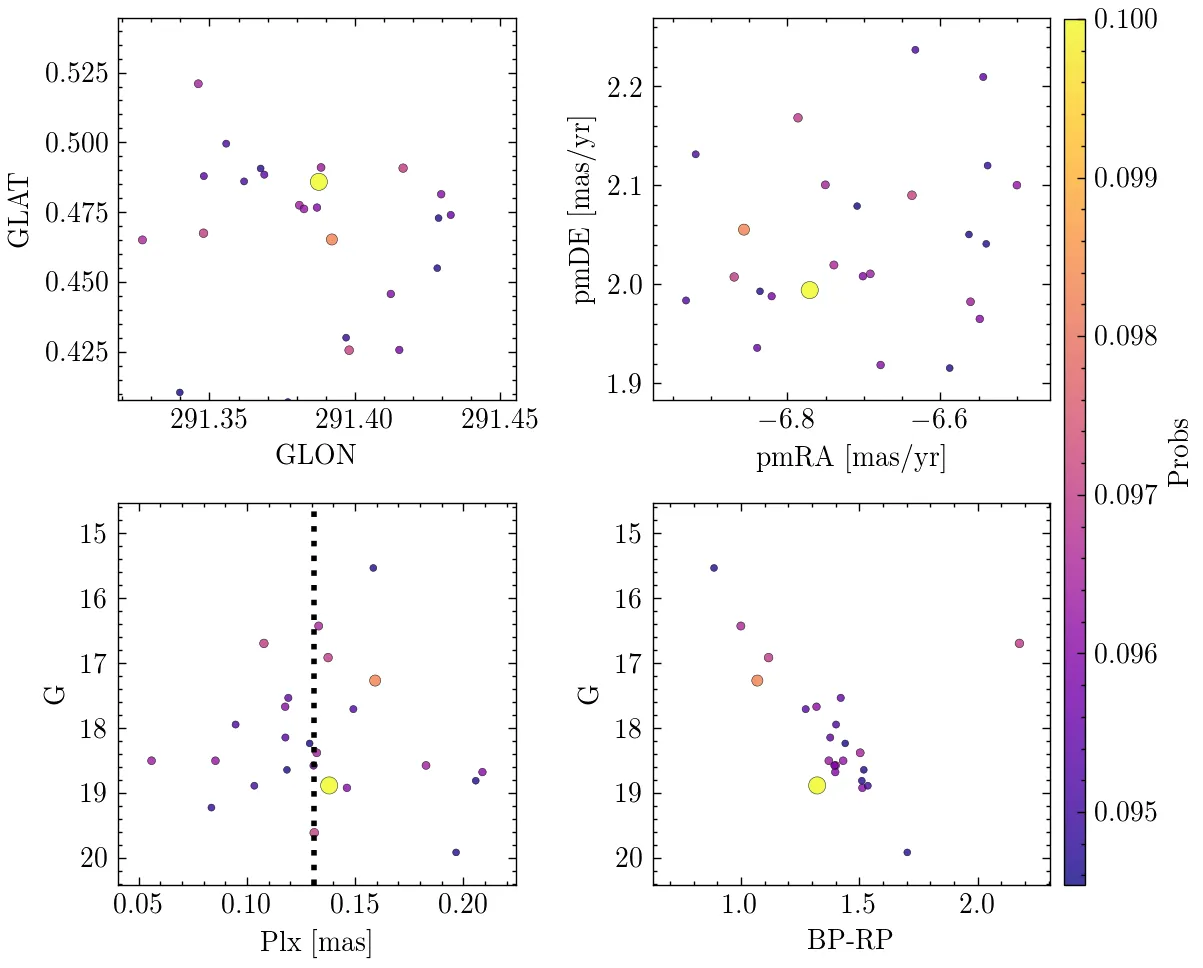 0.525
0.500
0.475
0.450
0.425
GLAT
291.35 291.40 291.45
GLON
2.2
2.1
2.0
1.9
pmDE [mas/yr]
−6.8 −6.6
pmRA [mas/yr]
0.100
0.099
0.098
0.097
0.096
0.095
Probs
15
16
17
18
19
20
G
0.05 0.10 0.15 0.20
Plx [mas]
15
16
17
18
19
20
G
1.0 1.5 2.0
BP-RP